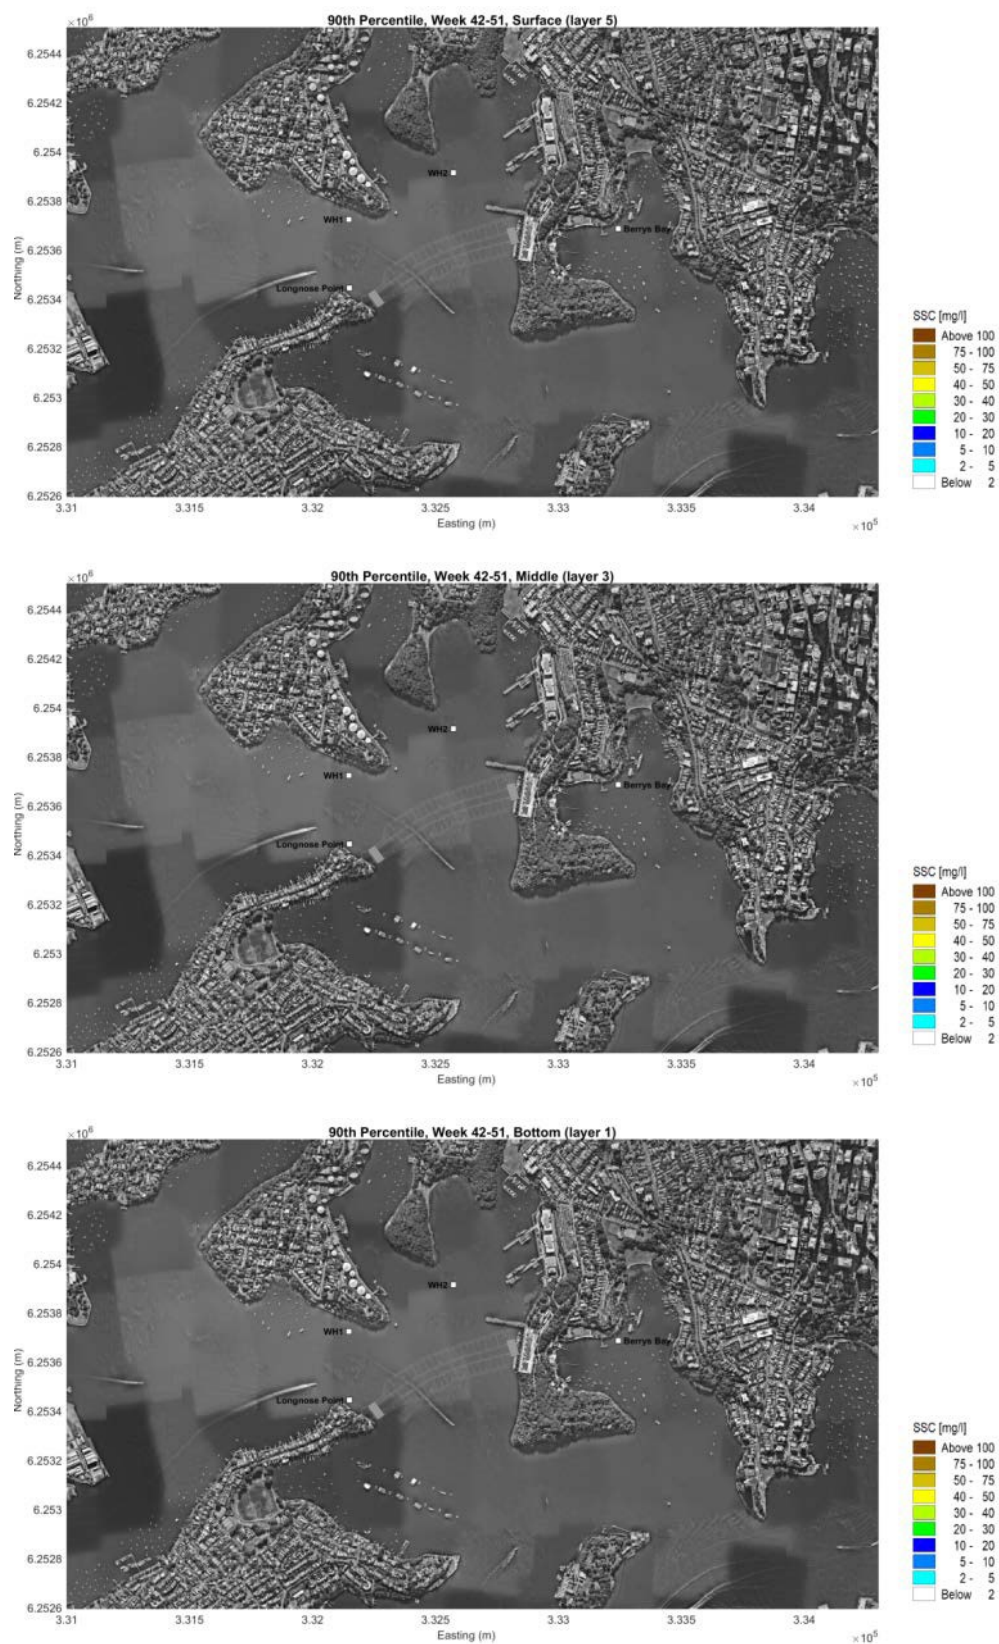 90th Percentile, Week 42-51, Surface (layer 5)
×10⁶
6.2544
6.2542
6.254
6.2538
6.2536
6.2534
6.2532
6.253
6.2528
6.2526
Northing (m)
WH2
WH1
Berrys Bay
Longnose Point
3.31 3.315 3.32 3.325 3.33 3.335 3.34
Easting (m)
×10⁵
SSC [mg/l]
Above 100
75 - 100
50 - 75
40 - 50
30 - 40
20 - 30
10 - 20
5 - 10
2 - 5
Below 2
90th Percentile, Week 42-51, Middle (layer 3)
×10⁶
6.2544
6.2542
6.254
6.2538
6.2536
6.2534
6.2532
6.253
6.2528
6.2526
Northing (m)
WH2
WH1
Berrys Bay
Longnose Point
3.31 3.315 3.32 3.325 3.33 3.335 3.34
Easting (m)
×10⁵
SSC [mg/l]
Above 100
75 - 100
50 - 75
40 - 50
30 - 40
20 - 30
10 - 20
5 - 10
2 - 5
Below 2
90th Percentile, Week 42-51, Bottom (layer 1)
×10⁶
6.2544
6.2542
6.254
6.2538
6.2536
6.2534
6.2532
6.253
6.2528
6.2526
Northing (m)
WH2
WH1
Berrys Bay
Longnose Point
3.31 3.315 3.32 3.325 3.33 3.335 3.34
Easting (m)
×10⁵
SSC [mg/l]
Above 100
75 - 100
50 - 75
40 - 50
30 - 40
20 - 30
10 - 20
5 - 10
2 - 5
Below 2